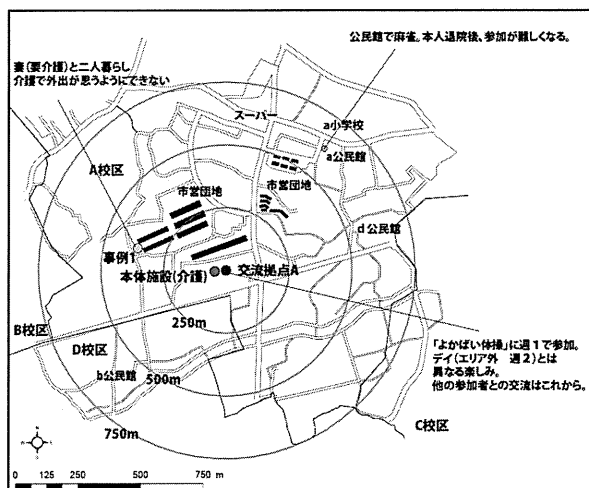 公民館で麻雀。本人退院後、参加が難しくなる。
妻(要介護)と二人暮らし
介護で外出が思うようにできない
スーパー
a小学校
a公民館
A校区
市営団地
市営団地
d公民館
事例1
本体施設(介護)
交流拠点A
250m
B校区
D校区
b公民館
500m
750m
「よかばい体操」に週1で参加。
デイ(エリア外 週2)とは
異なる楽しみ。
他の参加者との交流はこれから。
C校区
0 125 250 500 750 m